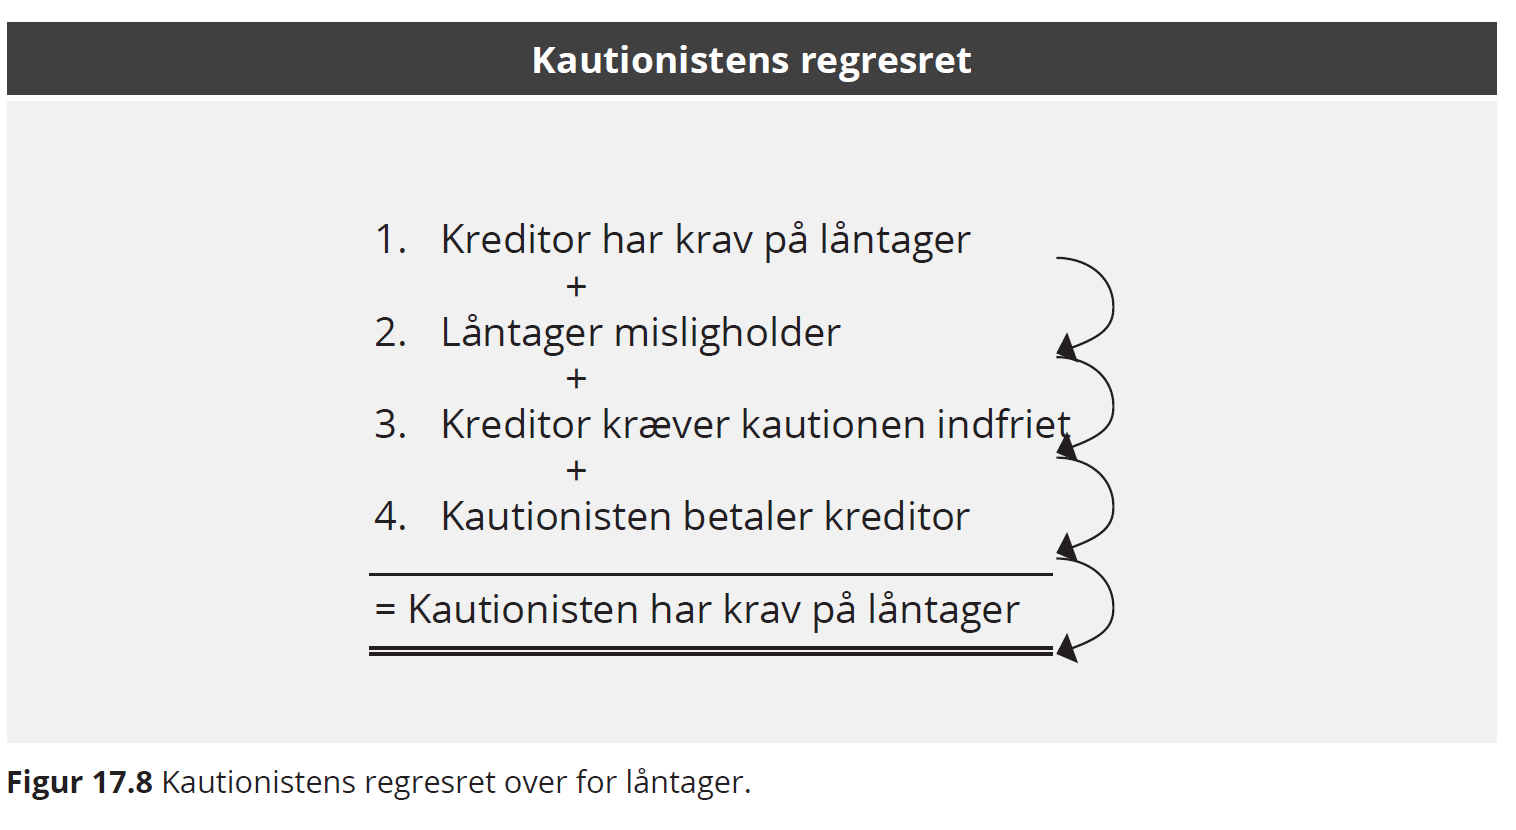 Kautionistens regresret
1. Kreditor har krav på låntager
+
2. Låntager misligholder
+
3. Kreditor kræver kautionen indfriet
+
4. Kautionisten betaler kreditor
= Kautionisten har krav på låntager
Figur 17.8 Kautionistens regresret over for låntager.